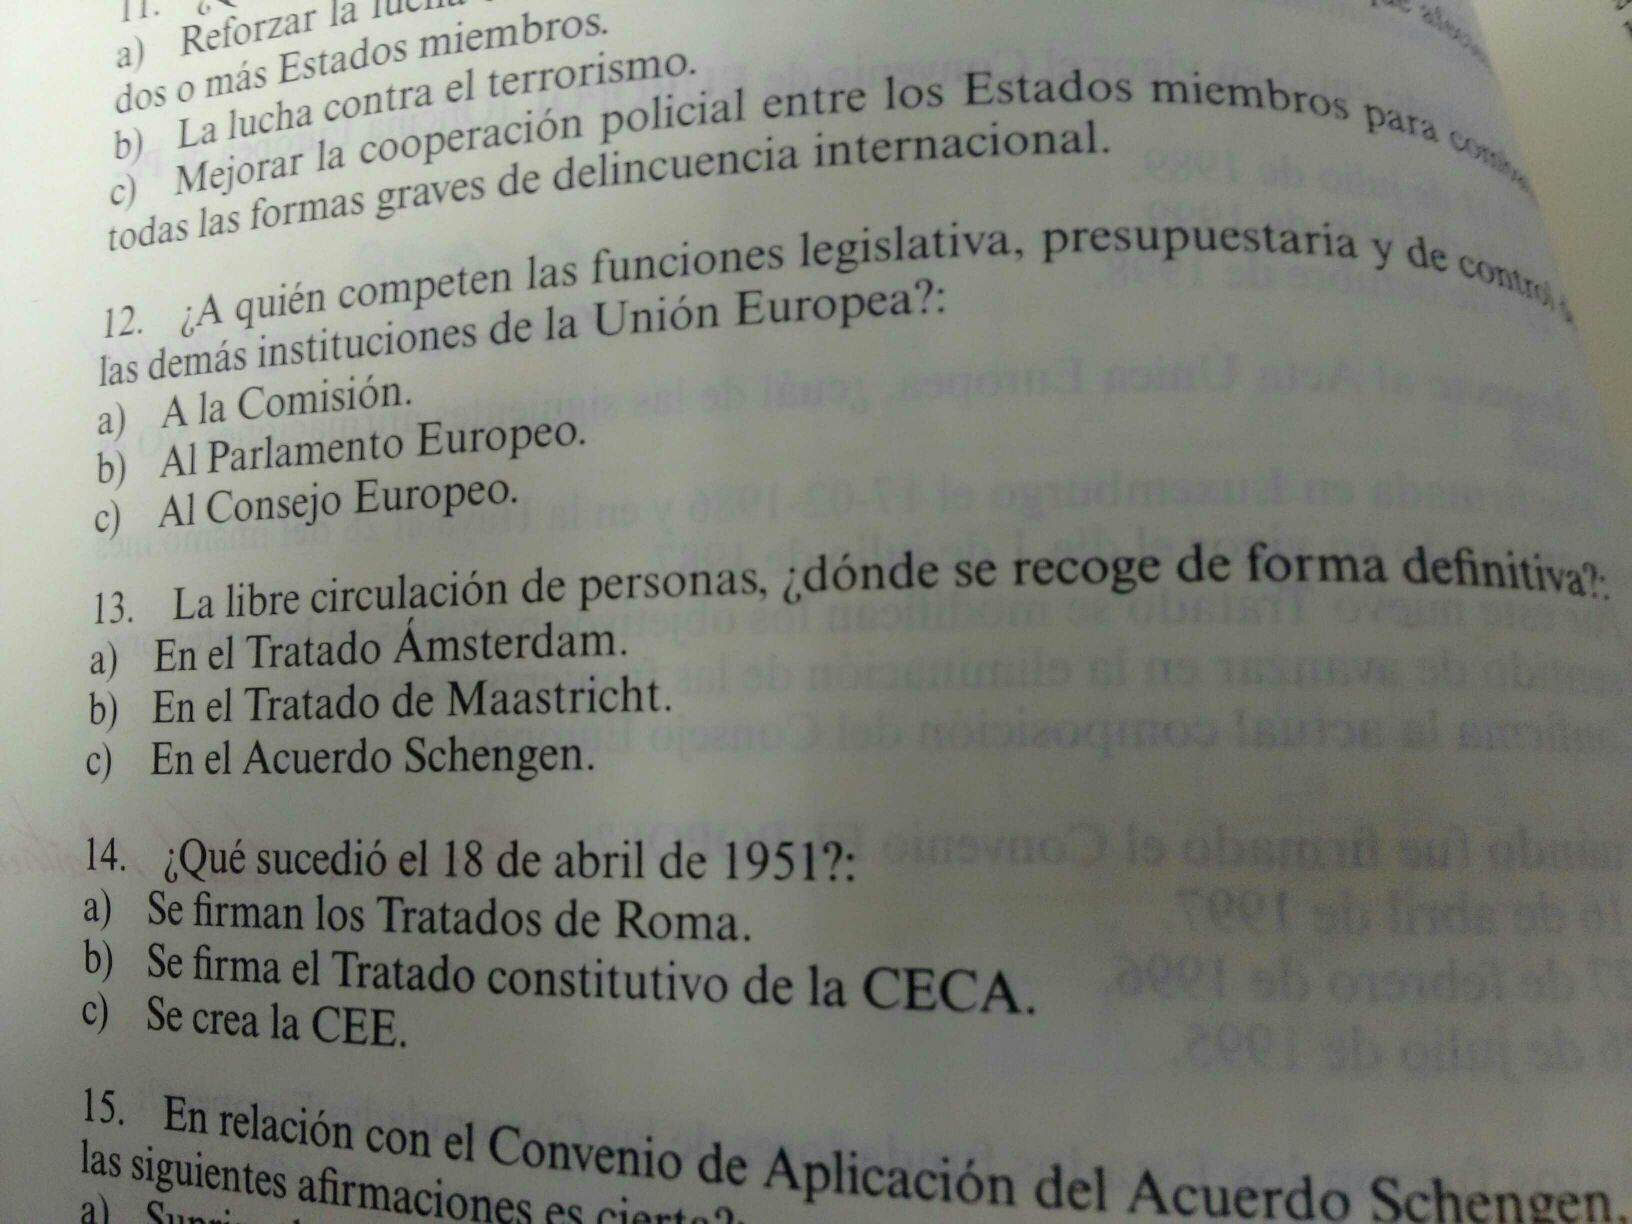 11. ¿
a) Reforzar la
dos o más Estados miembros.
b) La lucha contra el terrorismo.
c) Mejorar la cooperación policial entre los Estados miembros para
todas las formas graves de delincuencia internacional.
12. ¿A quién competen las funciones legislativa, presupuestaria y de control
las demás instituciones de la Unión Europea?:
a) A la Comisión.
b) Al Parlamento Europeo.
c) Al Consejo Europeo.
13. La libre circulación de personas, ¿dónde se recoge de forma definitiva?:
a) En el Tratado Ámsterdam.
b) En el Tratado de Maastricht.
c) En el Acuerdo Schengen.
14. ¿Qué sucedió el 18 de abril de 1951?:
a) Se firman los Tratados de Roma.
b) Se firma el Tratado constitutivo de la CECA.
c) Se crea la CEE.
15. En relación con el Convenio de Aplicación del Acuerdo Schengen,
las siguientes afirmaciones es cierta?:
a)